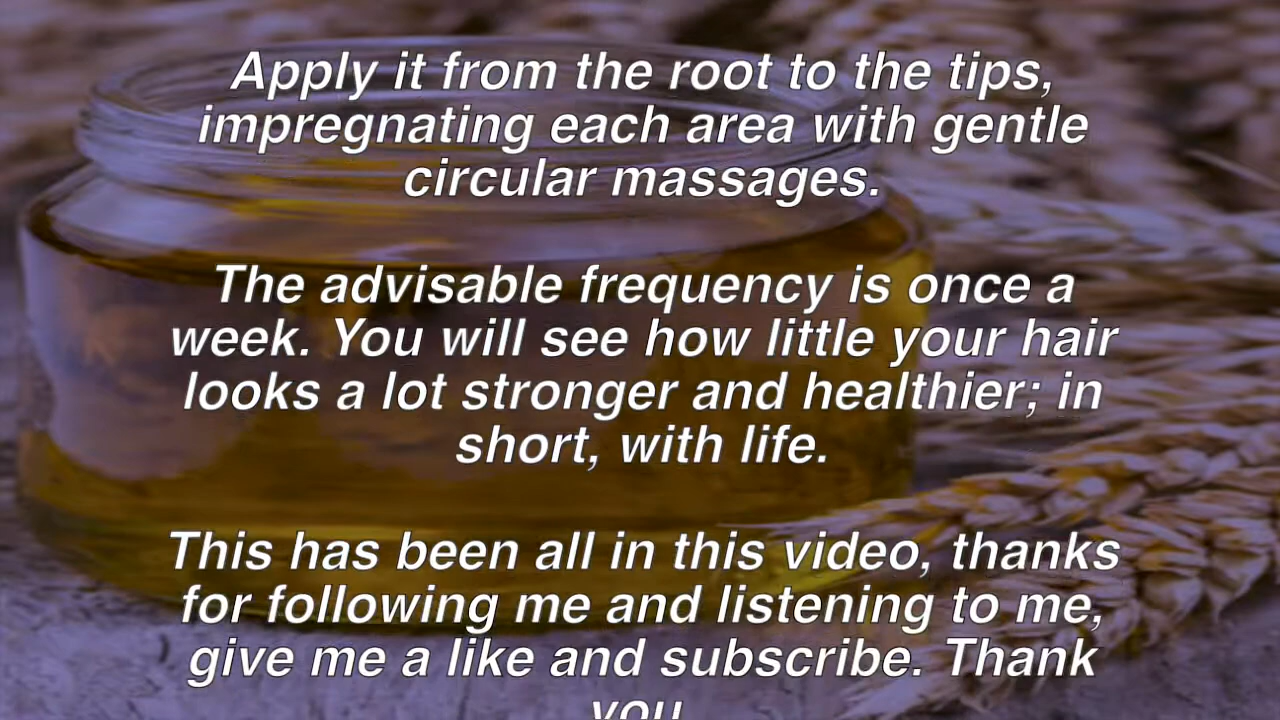 Apply it from the root to the tips,
impregnating each area with gentle
circular massages.
The advisable frequency is once a
week. You will see how little your hair
looks a lot stronger and healthier; in
short, with life.
This has been all in this video, thanks
for following me and listening to me,
give me a like and subscribe. Thank
you